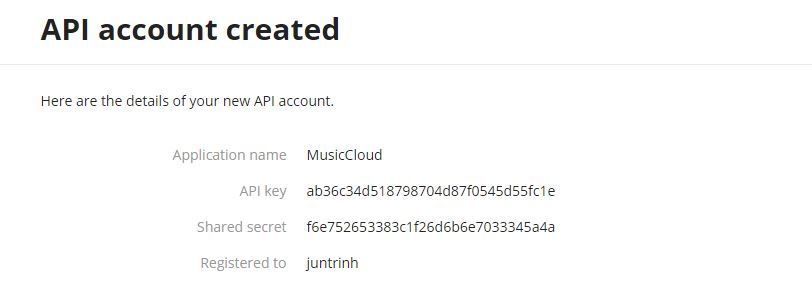 API account created
Here are the details of your new API account.
Application name MusicCloud
API key ab36c34d518798704d87f0545d55fc1e
Shared secret f6e752653383c1f26d6b6e7033345a4a
Registered to juntrinh